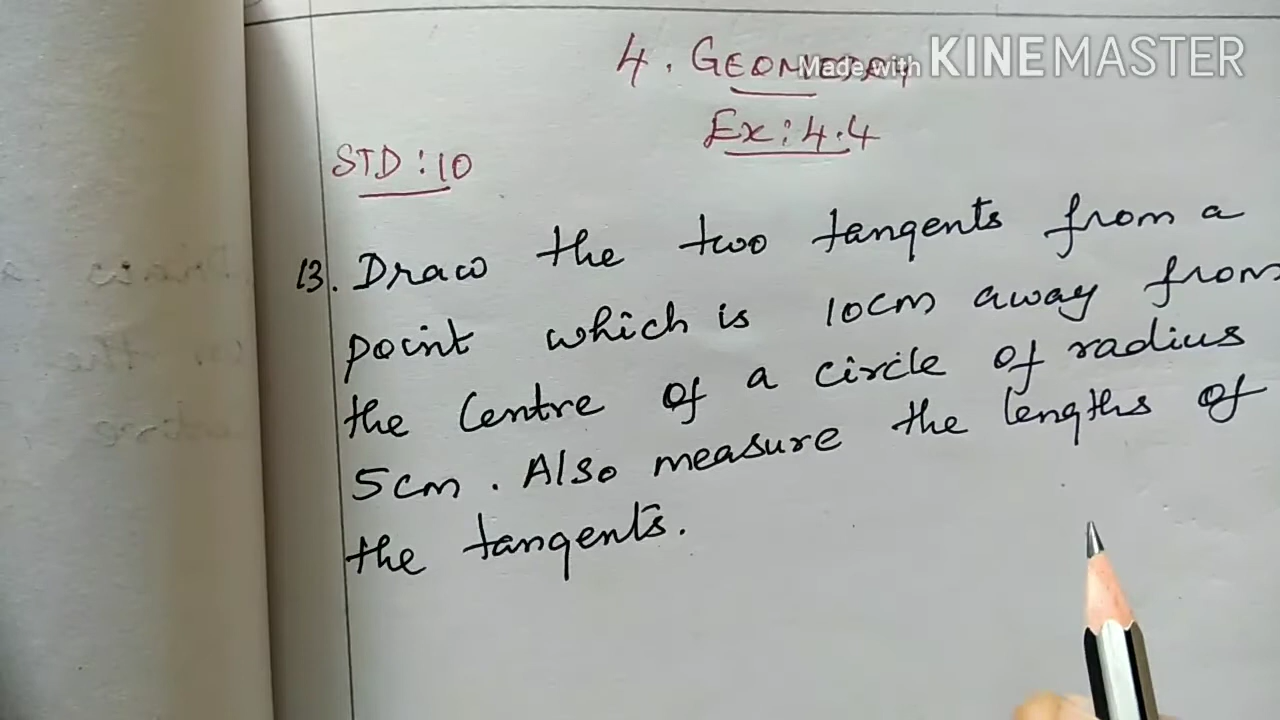 4. GEOMETRY
Made with KINEMASTER
Ex: 4.4
STD: 10
13. Draw the two tangents from a
point which is 10cm away from
the Centre of a circle of radius
5cm. Also measure the lengths of
the tangents.